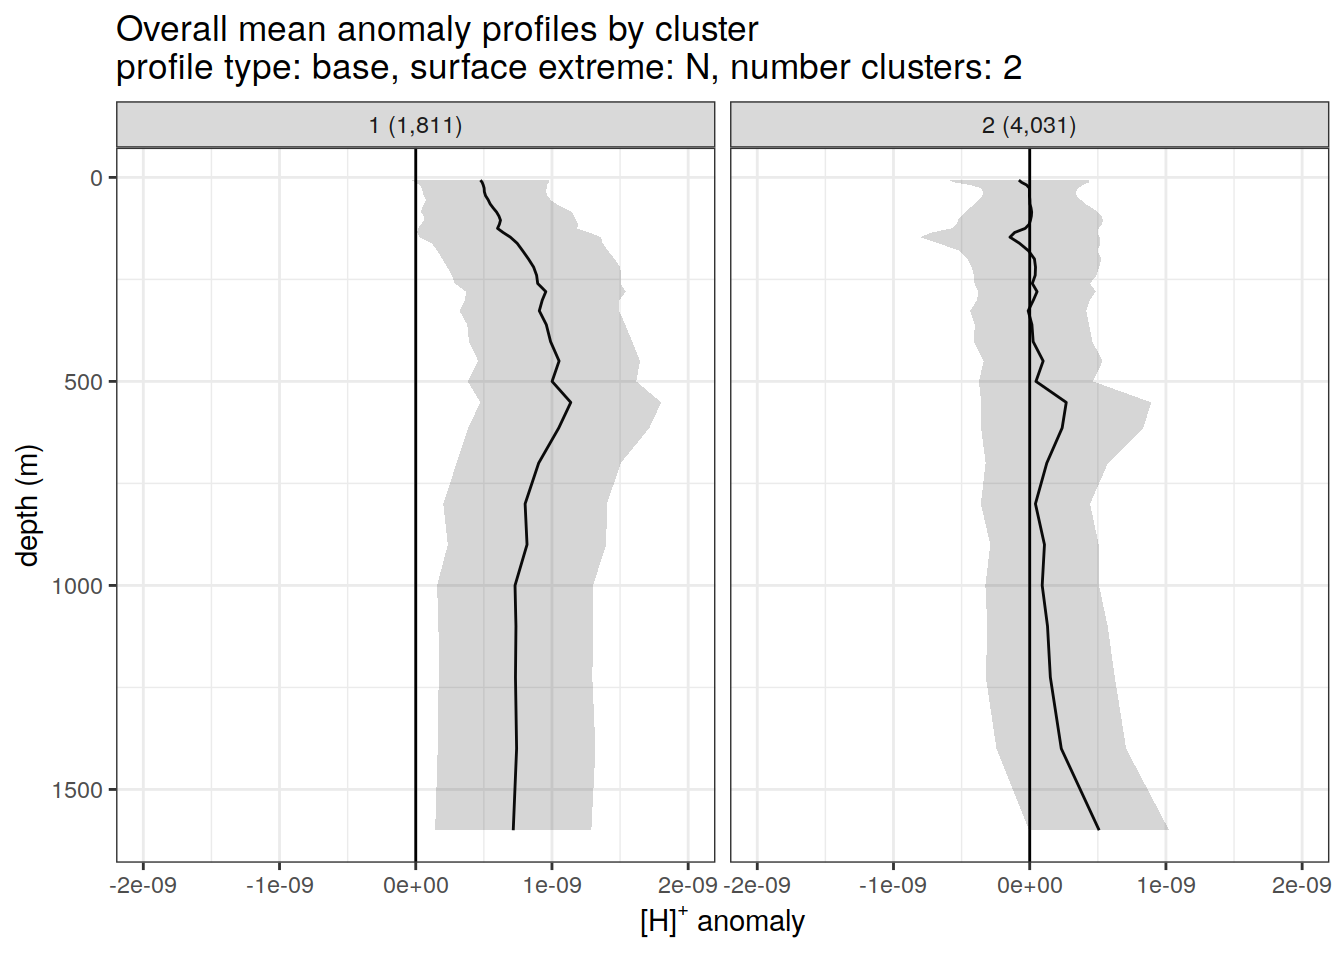 Overall mean anomaly profiles by cluster
profile type: base, surface extreme: N, number clusters: 2
1 (1,811)
2 (4,031)
0
500
1000
1500
depth (m)
-2e-09 -1e-09 0e+00 1e-09 2e-09
-2e-09 -1e-09 0e+00 1e-09 2e-09
[H]⁺ anomaly